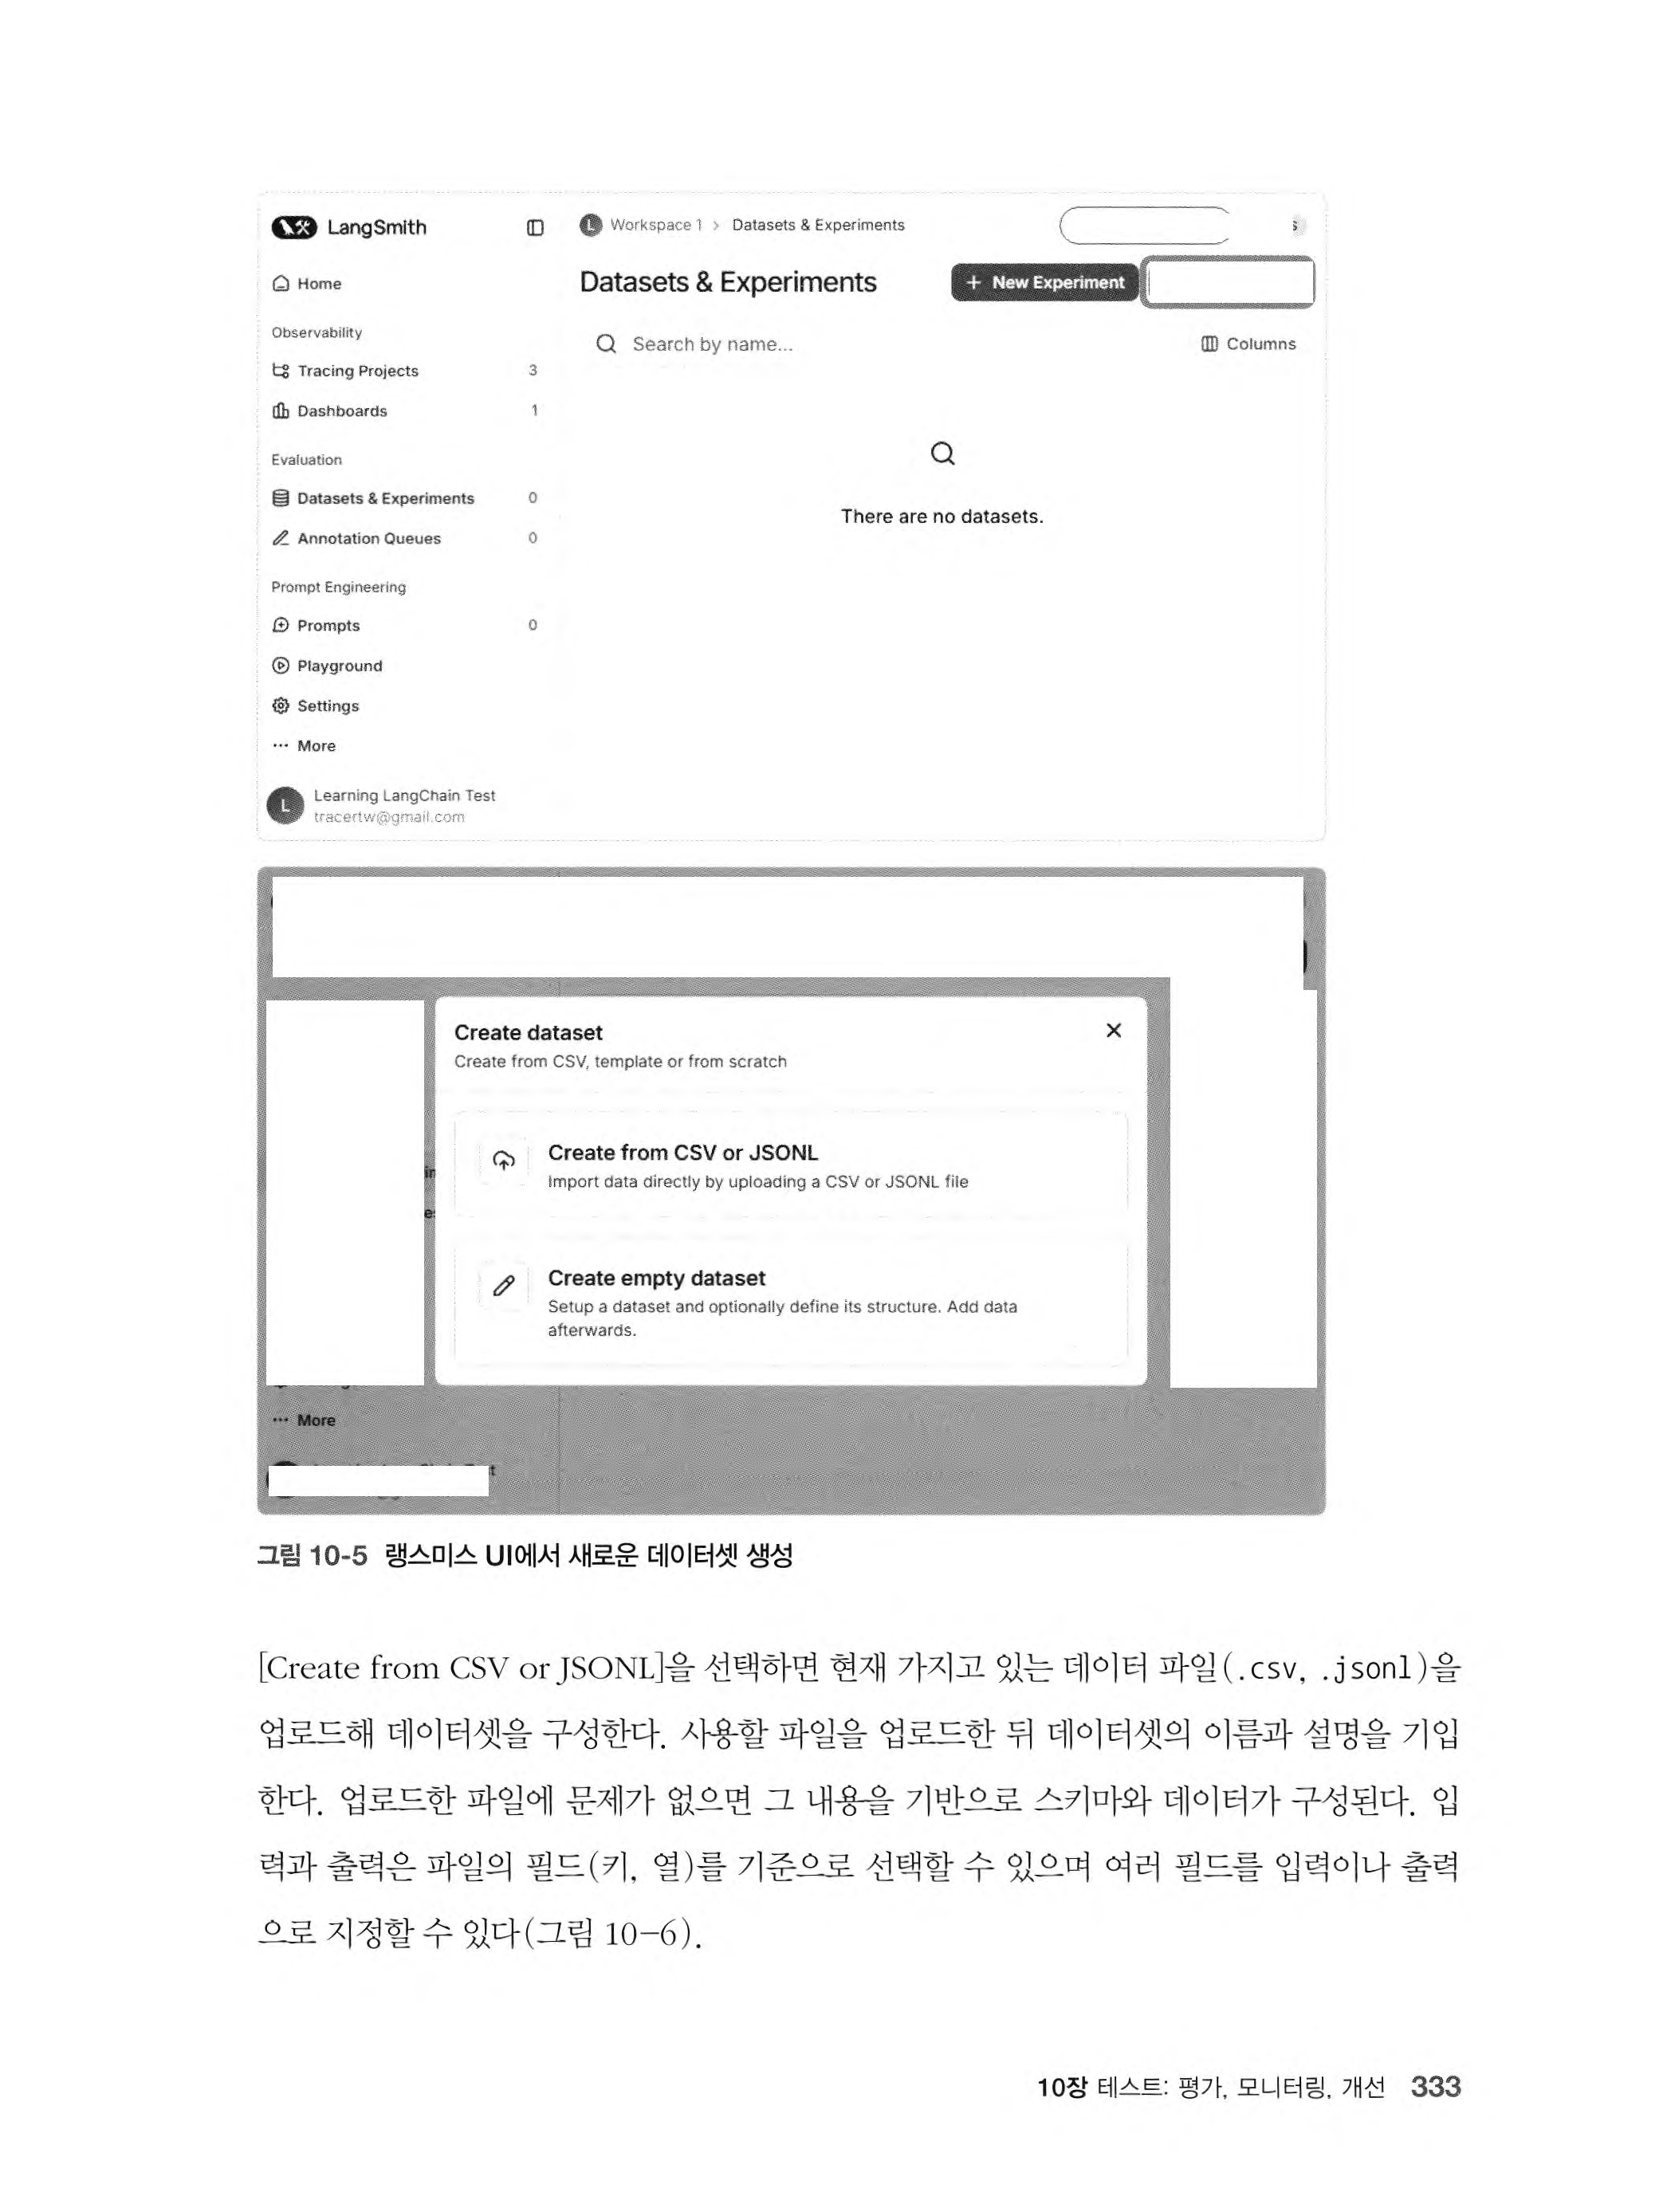 LangSmith
Workspace 1 > Datasets & Experiments
Home
Datasets & Experiments
+ New Experiment
Observability
Search by name...
Columns
Tracing Projects 3
Dashboards 1
Evaluation
Datasets & Experiments 0
There are no datasets.
Annotation Queues 0
Prompt Engineering
Prompts 0
Playground
Settings
··· More
L
Learning LangChain Test
tracertw@gmail.com
Create dataset
Create from CSV, template or from scratch
Create from CSV or JSONL
Import data directly by uploading a CSV or JSONL file
Create empty dataset
Setup a dataset and optionally define its structure. Add data
afterwards.
··· More
그림 10-5 랭스미스 UI에서 새로운 데이터셋 생성
[Create from CSV or JSONL]을 선택하면 현재 가지고 있는 데이터 파일(.csv, .jsonl)을
업로드해 데이터셋을 구성한다. 사용할 파일을 업로드한 뒤 데이터셋의 이름과 설명을 기입
한다. 업로드한 파일에 문제가 없으면 그 내용을 기반으로 스키마와 데이터가 구성된다. 입
력과 출력은 파일의 필드(키, 열)를 기준으로 선택할 수 있으며 여러 필드를 입력이나 출력
으로 지정할 수 있다(그림 10-6).
10장 테스트: 평가, 모니터링, 개선 333